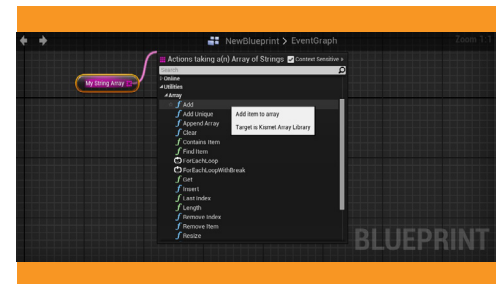 NewBlueprint > EventGraph
Zoom 1:1
My String Array
Actions taking a(n) Array of Strings
Context Sensitive
Search
Online
Utilities
Array
Add
Add Unique
Append Array
Clear
Contains Item
Find Item
ForEachLoop
ForEachLoopWithBreak
Get
Insert
Last Index
Length
Remove Index
Remove Item
Resize
Add item to array
Target is Kismet Array Library
BLUEPRINT